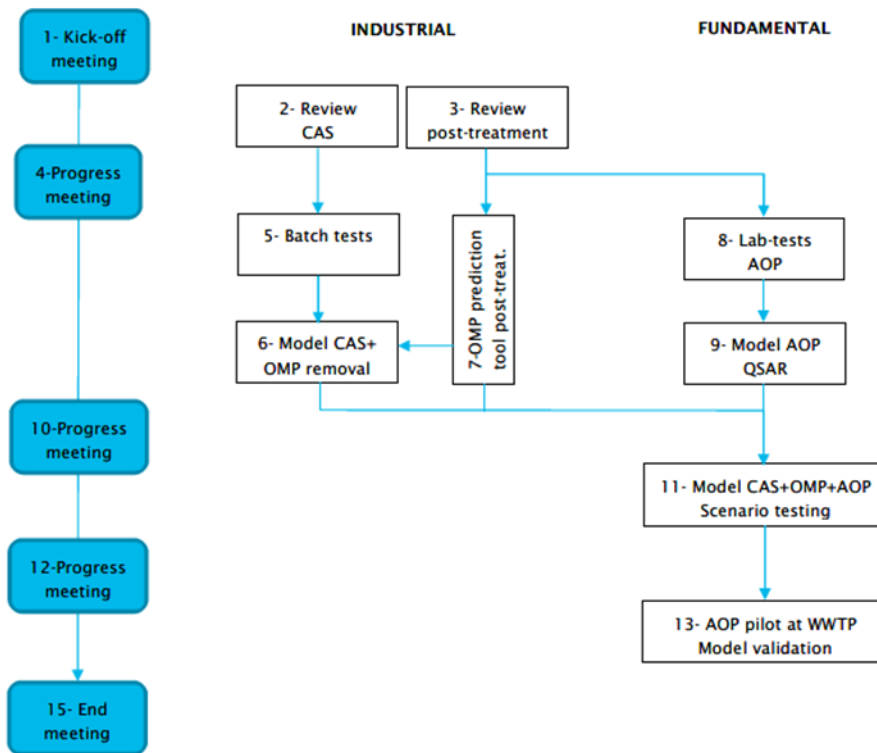 1- Kick-off
meeting
INDUSTRIAL
FUNDAMENTAL
2- Review
CAS
3- Review
post-treatment
4-Progress
meeting
5- Batch tests
7-OMP prediction
tool post-treat.
8- Lab-tests
AOP
6- Model CAS+
OMP removal
9- Model AOP
QSAR
10-Progress
meeting
11- Model CAS+OMP+AOP
Scenario testing
12-Progress
meeting
13- AOP pilot at WWTP
Model validation
15- End
meeting